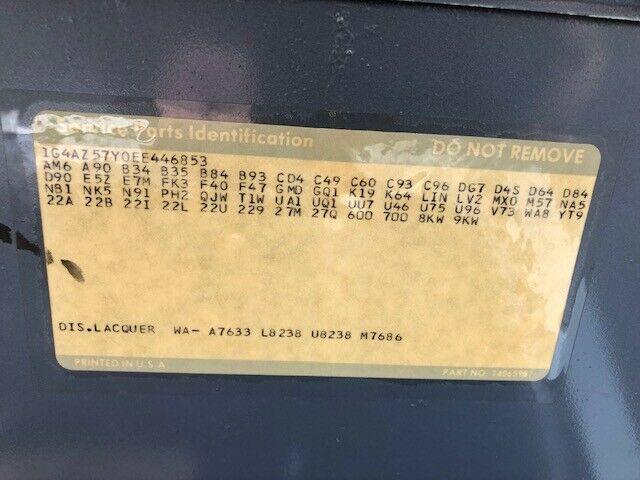 Parts Identification
DO NOT REMOVE
1G4AZ57Y0EE446853
AM6 A90 B34 B35 B84 B93 CD4 C49 C60 C93 C96 DG7 D4S D64 D84
D90 E5Z E7M FK3 F40 F47 GMD GQ1 K19 K64 LIN LV2 MX0 M57 NA5
NB1 NK5 N91 PH2 QJW T1W UA1 UQ1 UU7 U46 U75 U96 V73 WA8 YT9
22A 22B 22I 22L 22U 229 27M 27Q 600 700 8KW 9KW
DIS.LACQUER WA- A7633 L8238 U8238 M7686
PRINTED IN U S A
PART NO.